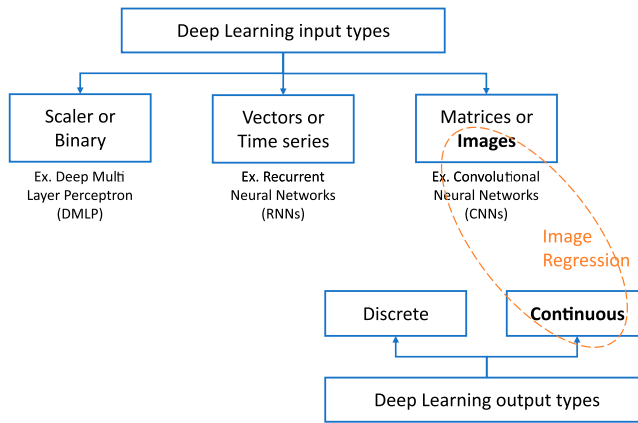 Deep Learning input types
Scaler or
Binary
Vectors or
Time series
Matrices or
Images
Ex. Deep Multi
Layer Perceptron
(DMLP)
Ex. Recurrent
Neural Networks
(RNNs)
Ex. Convolutional
Neural Networks
(CNNs)
Image
Regression
Discrete
Continuous
Deep Learning output types